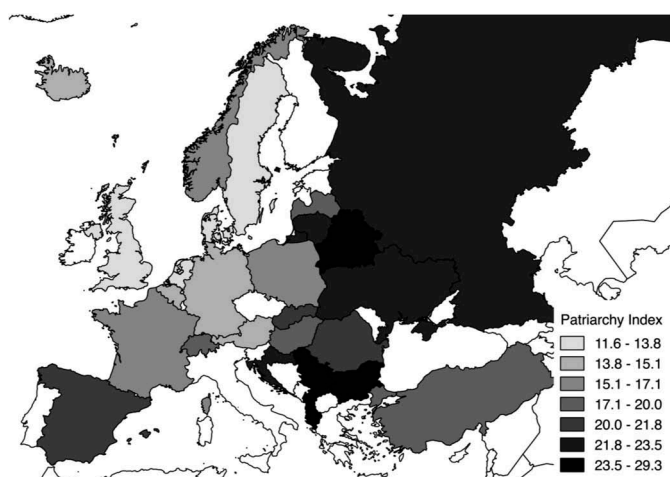 Patriarchy Index
11.6 - 13.8
13.8 - 15.1
15.1 - 17.1
17.1 - 20.0
20.0 - 21.8
21.8 - 23.5
23.5 - 29.3